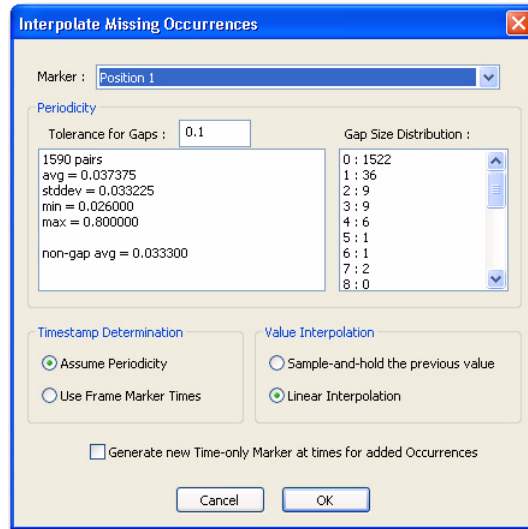 Interpolate Missing Occurrences
Marker : Position 1
Periodicity
Tolerance for Gaps : 0.1
1590 pairs
avg = 0.037375
stddev = 0.033225
min = 0.026000
max = 0.800000
non-gap avg = 0.033300
Gap Size Distribution :
0 : 1522
1 : 36
2 : 9
3 : 9
4 : 6
5 : 1
6 : 1
7 : 2
8 : 0
Timestamp Determination
Assume Periodicity
Use Frame Marker Times
Value Interpolation
Sample-and-hold the previous value
Linear Interpolation
Generate new Time-only Marker at times for added Occurrences
Cancel
OK